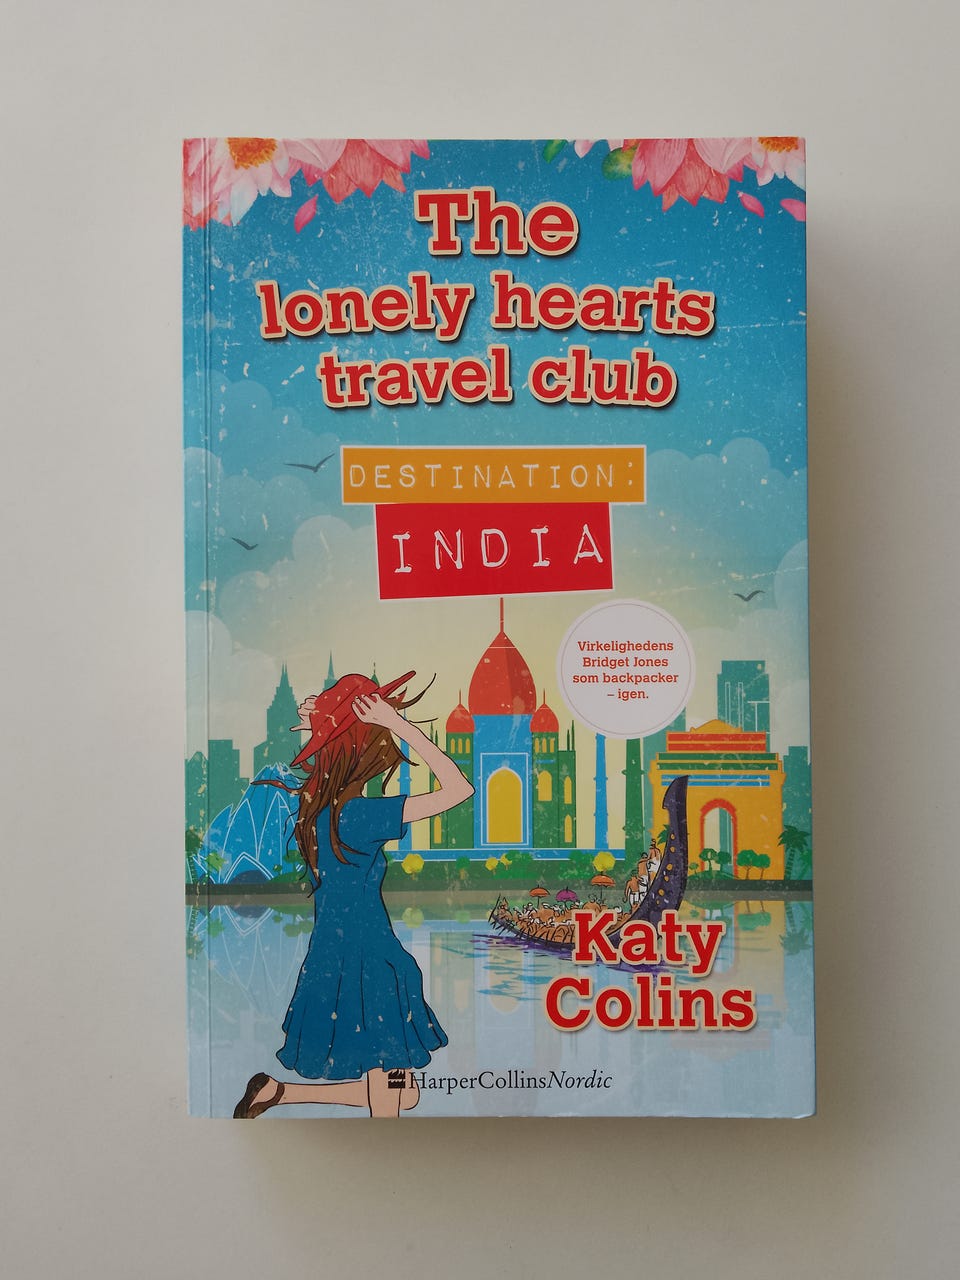 The
lonely hearts
travel club
DESTINATION:
INDIA
Virkelighedens
Bridget Jones
som backpacker
– igen.
Katy
Colins
HarperCollinsNordic